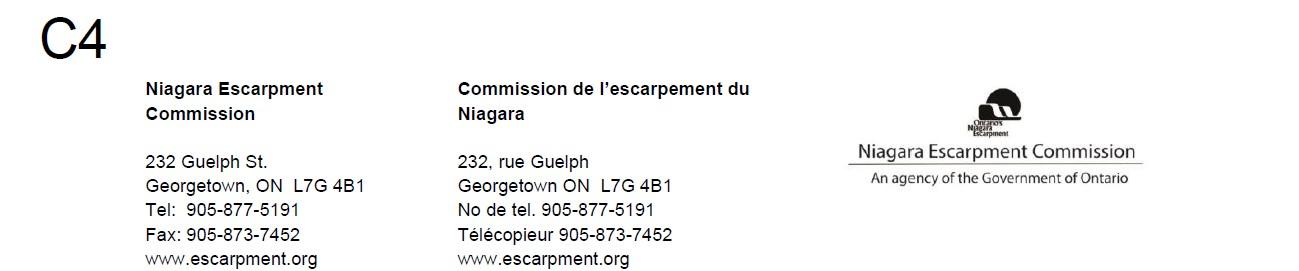 C4
Niagara Escarpment
Commission
232 Guelph St.
Georgetown, ON  L7G 4B1
Tel:  905-877-5191
Fax: 905-873-7452
www.escarpment.org
Commission de l’escarpement du
Niagara
232, rue Guelph
Georgetown ON  L7G 4B1
No de tel. 905-877-5191
Télécopieur 905-873-7452
www.escarpment.org
Ontario's
Niagara
Escarpment
Niagara Escarpment Commission
An agency of the Government of Ontario